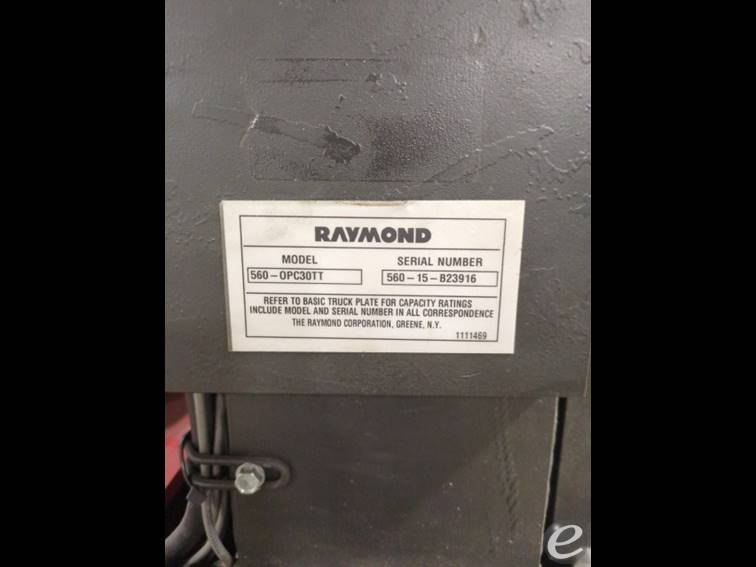 RAYMOND
MODEL SERIAL NUMBER
560-OPC30TT 560-15-B23916
REFER TO BASIC TRUCK PLATE FOR CAPACITY RATINGS
INCLUDE MODEL AND SERIAL NUMBER IN ALL CORRESPONDENCE
THE RAYMOND CORPORATION, GREENE, N.Y.
1111469
e